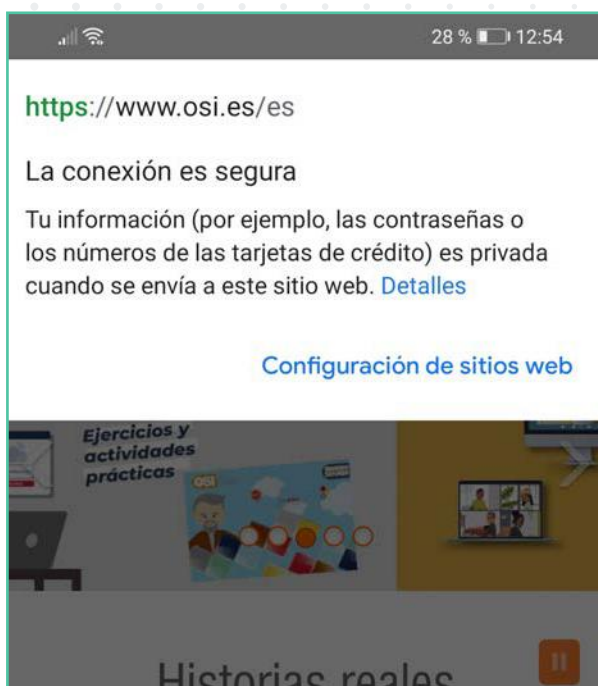 28 % 12:54
https://www.osi.es/es
La conexión es segura
Tu información (por ejemplo, las contraseñas o
los números de las tarjetas de crédito) es privada
cuando se envía a este sitio web. Detalles
Configuración de sitios web
Ejercicios y
actividades
prácticas
OSI
Historias reales